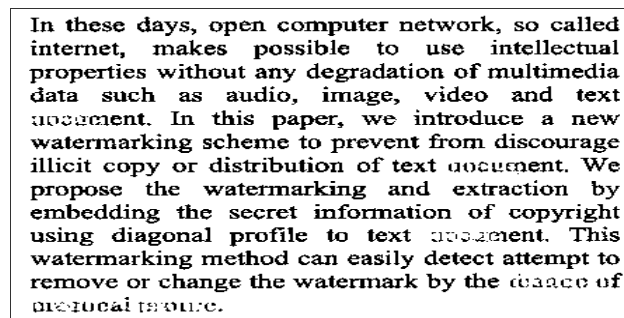 In these days, open computer network, so called
internet, makes possible to use intellectual
properties without any degradation of multimedia
data such as audio, image, video and text
In this paper, we introduce a new
watermarking scheme to prevent from discourage
illicit copy or distribution of text document. We
propose the watermarking and extraction by
embedding the secret information of copyright
using diagonal profile to text This
watermarking method can easily detect attempt to
remove or change the watermark by the of